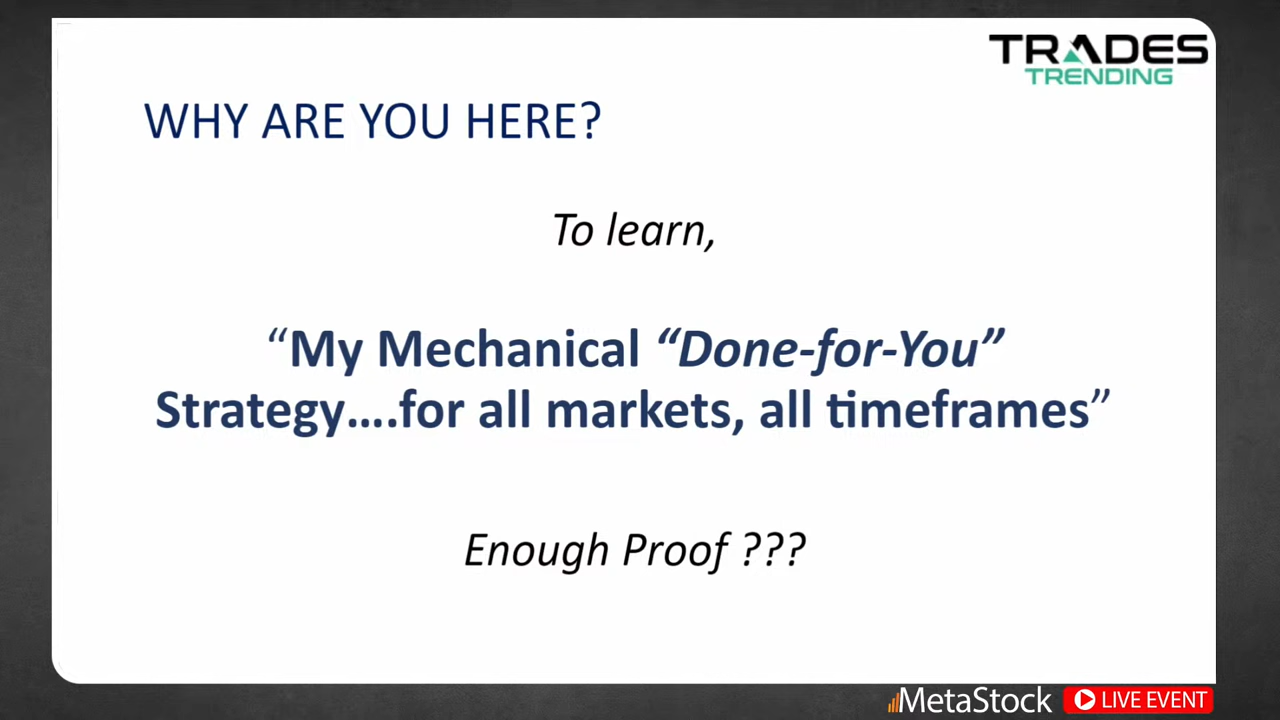 TRADES
TRENDING
WHY ARE YOU HERE?
To learn,
“My Mechanical “Done-for-You”
Strategy….for all markets, all timeframes”
Enough Proof ???
MetaStock LIVE EVENT